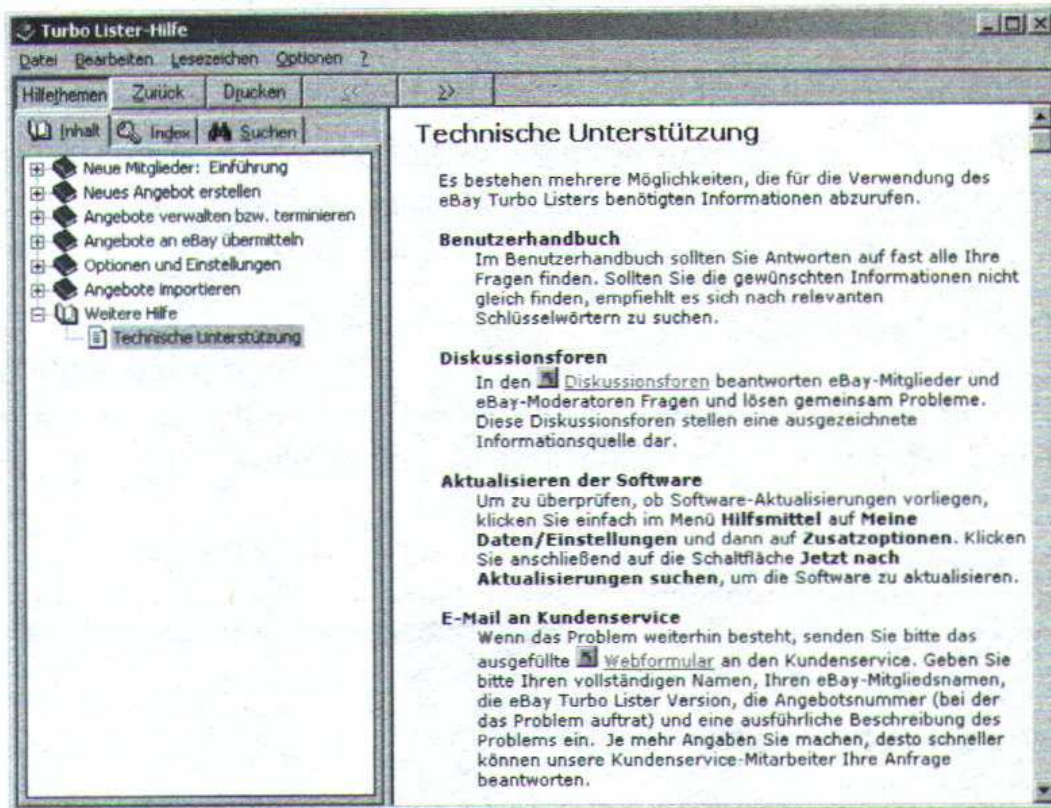 Turbo Lister-Hilfe
Datei Bearbeiten Lesezeichen Optionen ?
Hilfethemen Zurück Drucken << >>
Inhalt Index Suchen
Neue Mitglieder: Einführung
Neues Angebot erstellen
Angebote verwalten bzw. terminieren
Angebote an eBay übermitteln
Optionen und Einstellungen
Angebote importieren
Weitere Hilfe
Technische Unterstützung
Technische Unterstützung
Es bestehen mehrere Möglichkeiten, die für die Verwendung des
eBay Turbo Listers benötigten Informationen abzurufen.
Benutzerhandbuch
Im Benutzerhandbuch sollten Sie Antworten auf fast alle Ihre
Fragen finden. Sollten Sie die gewünschten Informationen nicht
gleich finden, empfiehlt es sich nach relevanten
Schlüsselwörtern zu suchen.
Diskussionsforen
In den Diskussionsforen beantworten eBay-Mitglieder und
eBay-Moderatoren Fragen und lösen gemeinsam Probleme.
Diese Diskussionsforen stellen eine ausgezeichnete
Informationsquelle dar.
Aktualisieren der Software
Um zu überprüfen, ob Software-Aktualisierungen vorliegen,
klicken Sie einfach im Menü Hilfsmittel auf Meine
Daten/Einstellungen und dann auf Zusatzoptionen. Klicken
Sie anschließend auf die Schaltfläche Jetzt nach
Aktualisierungen suchen, um die Software zu aktualisieren.
E-Mail an Kundenservice
Wenn das Problem weiterhin besteht, senden Sie bitte das
ausgefüllte Webformular an den Kundenservice. Geben Sie
bitte Ihren vollständigen Namen, Ihren eBay-Mitgliedsnamen,
die eBay Turbo Lister Version, die Angebotsnummer (bei der
das Problem auftrat) und eine ausführliche Beschreibung des
Problems ein. Je mehr Angaben Sie machen, desto schneller
können unsere Kundenservice-Mitarbeiter Ihre Anfrage
beantworten.